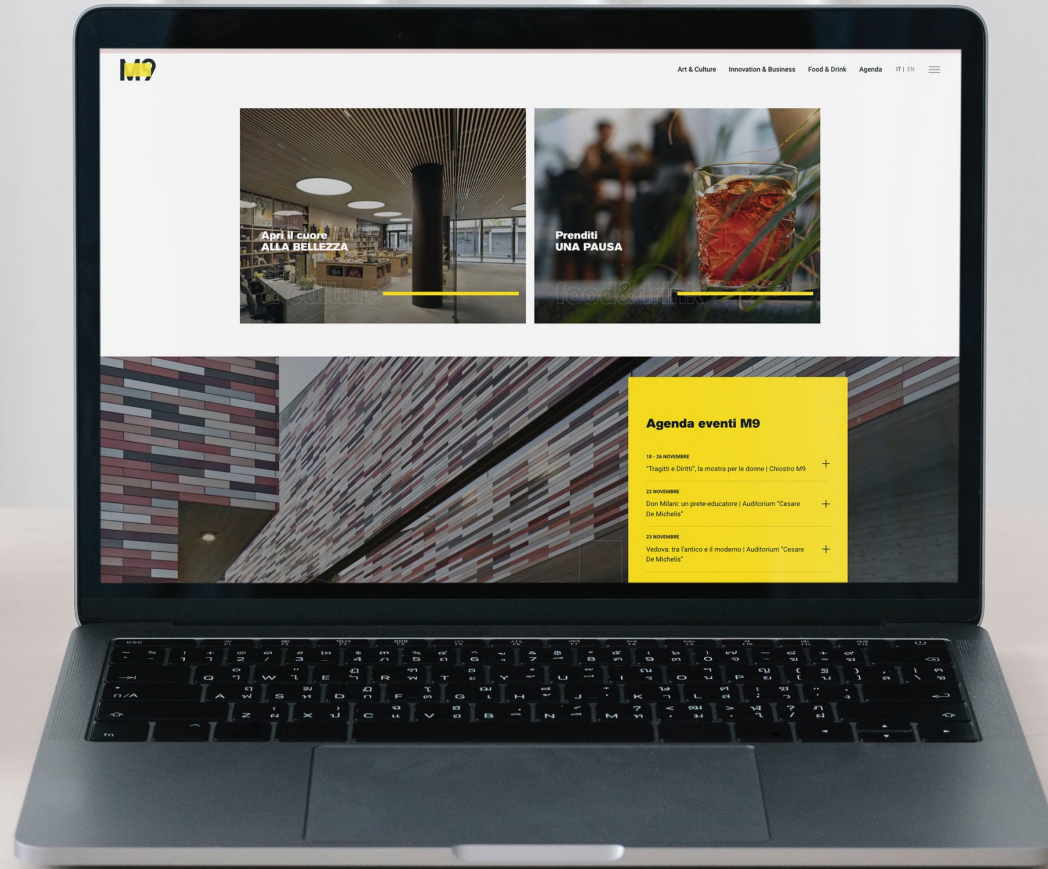 M9
Art & Culture Innovation & Business Food & Drink Agenda IT | EN
Apri il cuore
ALLA BELLEZZA
culture
Prenditi
UNA PAUSA
food&drink
Agenda eventi M9
18 - 26 NOVEMBRE
"Tragitti e Diritti", la mostra per le donne | Chiostro M9
22 NOVEMBRE
Don Milani: un prete-educatore | Auditorium "Cesare
De Michelis"
23 NOVEMBRE
Vedova: tra l'antico e il moderno | Auditorium "Cesare
De Michelis"
esc
Q W E R T Y U I O P
A S D F G H J K L
Z X C V B N M
fn